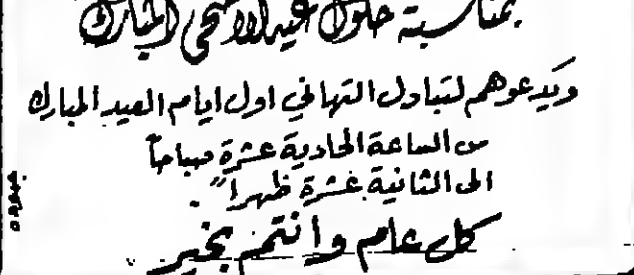 بمناسبة حلول عيد الاضحى المبارك
ويدعوهم لتبادل التهاني اول ايام العيد المبارك
من الساعة الحادية عشرة صباحاً
الى الثانية عشرة ظهراً".
كل عام وانتم بخير